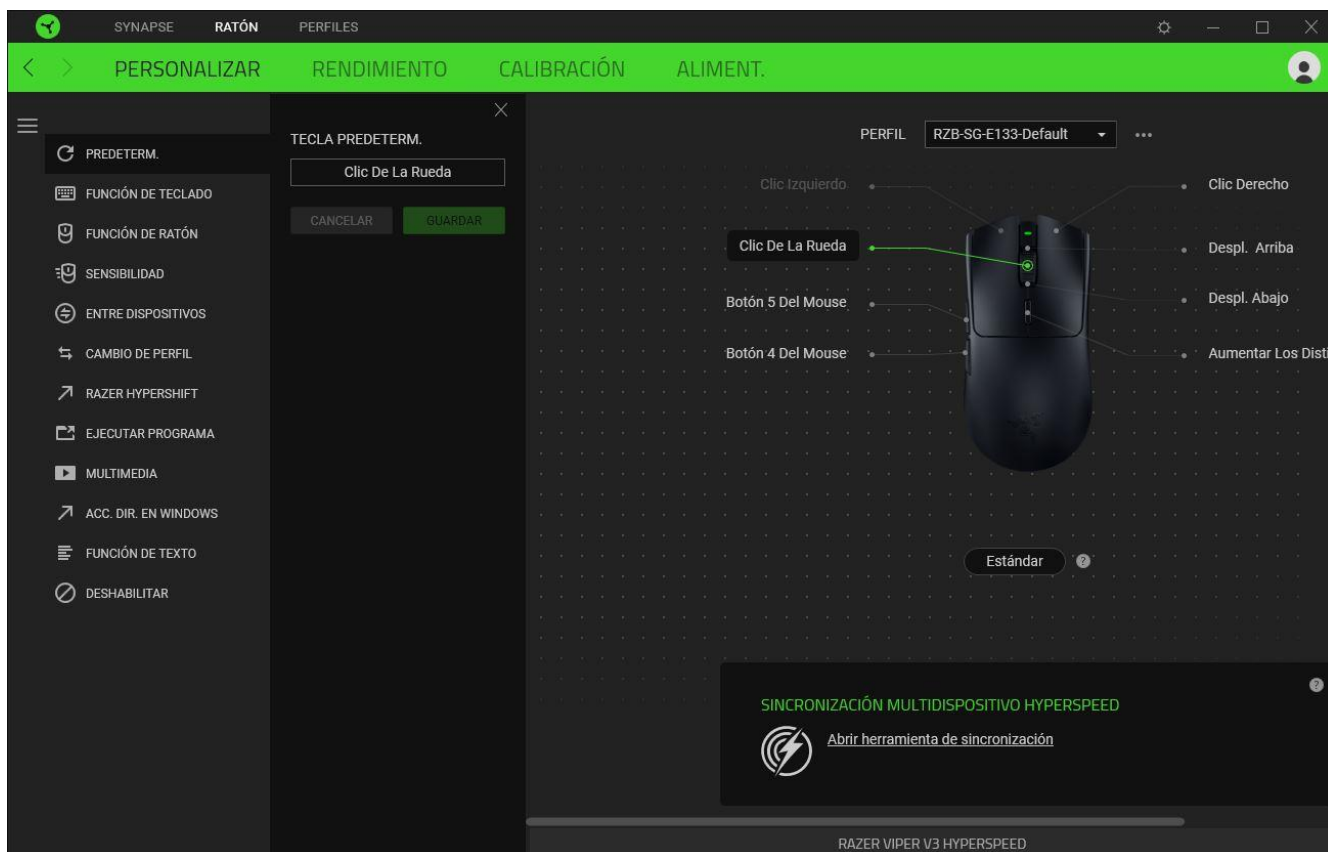 SYNAPSE RATÓN PERFILES
PERSONALIZAR RENDIMIENTO CALIBRACIÓN ALIMENT.
PREDETERM.
FUNCIÓN DE TECLADO
FUNCIÓN DE RATÓN
SENSIBILIDAD
ENTRE DISPOSITIVOS
CAMBIO DE PERFIL
RAZER HYPERSHIFT
EJECUTAR PROGRAMA
MULTIMEDIA
ACC. DIR. EN WINDOWS
FUNCIÓN DE TEXTO
DESHABILITAR
TECLA PREDETERM.
Clic De La Rueda
CANCELAR GUARDAR
PERFIL RZB-SG-E133-Default
Clic Izquierdo
Clic De La Rueda
Botón 5 Del Mouse
Botón 4 Del Mouse
Clic Derecho
Despl. Arriba
Despl. Abajo
Aumentar Los Disti
Estándar ?
?
SINCRONIZACIÓN MULTIDISPOSITIVO HYPERSPEED
Abrir herramienta de sincronización
RAZER VIPER V3 HYPERSPEED